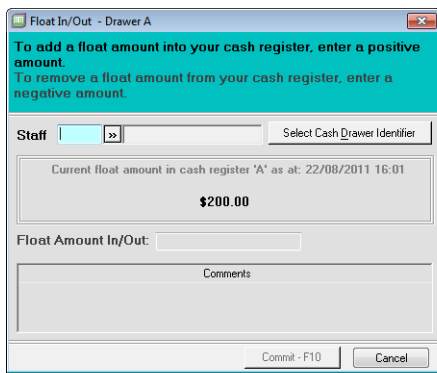 Float In/Out - Drawer A
To add a float amount into your cash register, enter a positive
amount.
To remove a float amount from your cash register, enter a
negative amount.
Staff » Select Cash Drawer Identifier
Current float amount in cash register 'A' as at: 22/08/2011 16:01
$200.00
Float Amount In/Out:
Comments
Commit - F10 Cancel